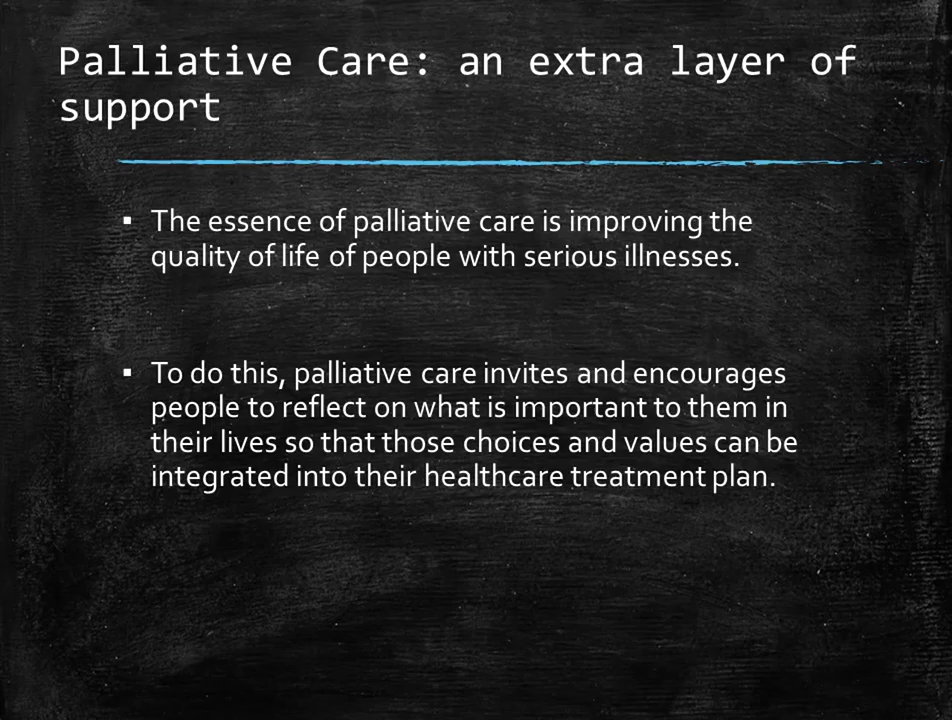 Palliative Care: an extra layer of
support
▪ The essence of palliative care is improving the
quality of life of people with serious illnesses.
▪ To do this, palliative care invites and encourages
people to reflect on what is important to them in
their lives so that those choices and values can be
integrated into their healthcare treatment plan.